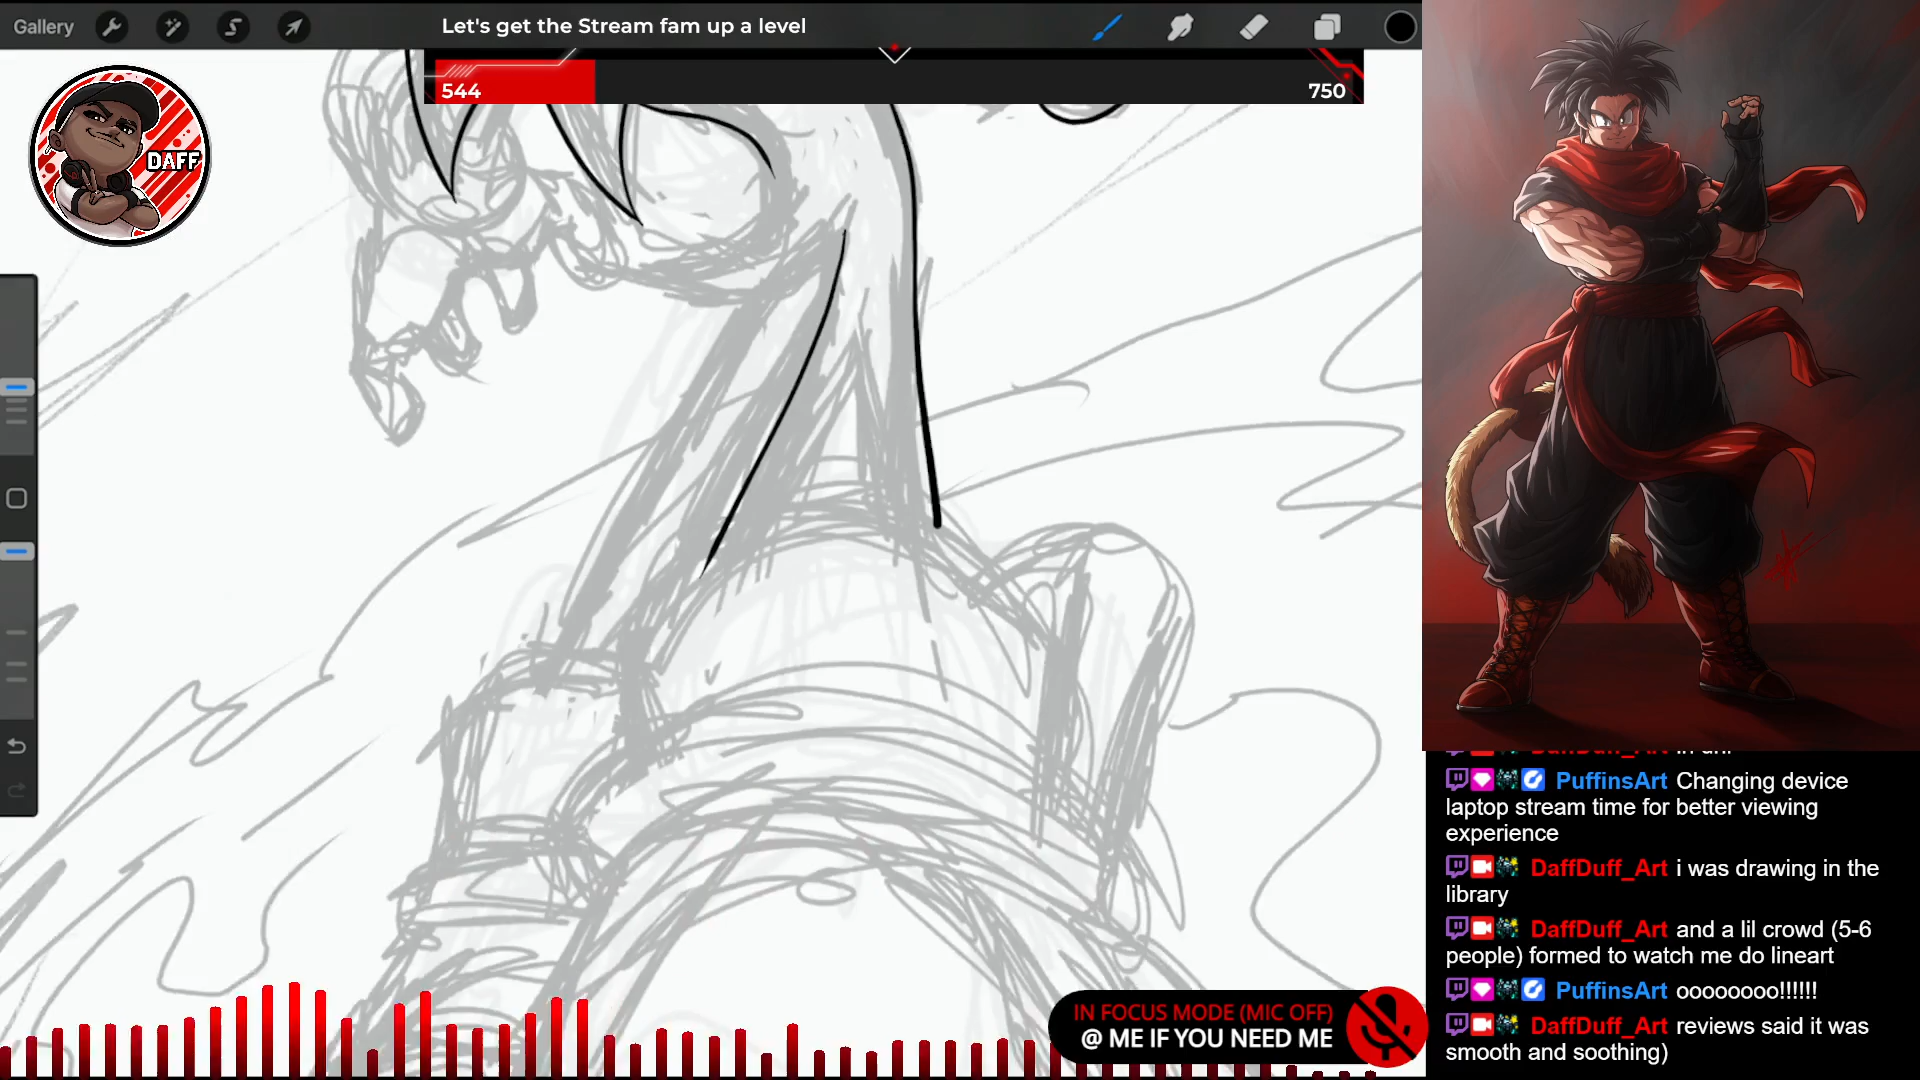 Gallery
Let's get the Stream fam up a level
544
750
DAFF
PuffinsArt Changing device
laptop stream time for better viewing
experience
DaffDuff_Art i was drawing in the
library
DaffDuff_Art and a lil crowd (5-6
people) formed to watch me do lineart
PuffinsArt oooooooo!!!!!!
DaffDuff_Art reviews said it was
smooth and soothing)
IN FOCUS MODE (MIC OFF)
@ ME IF YOU NEED ME